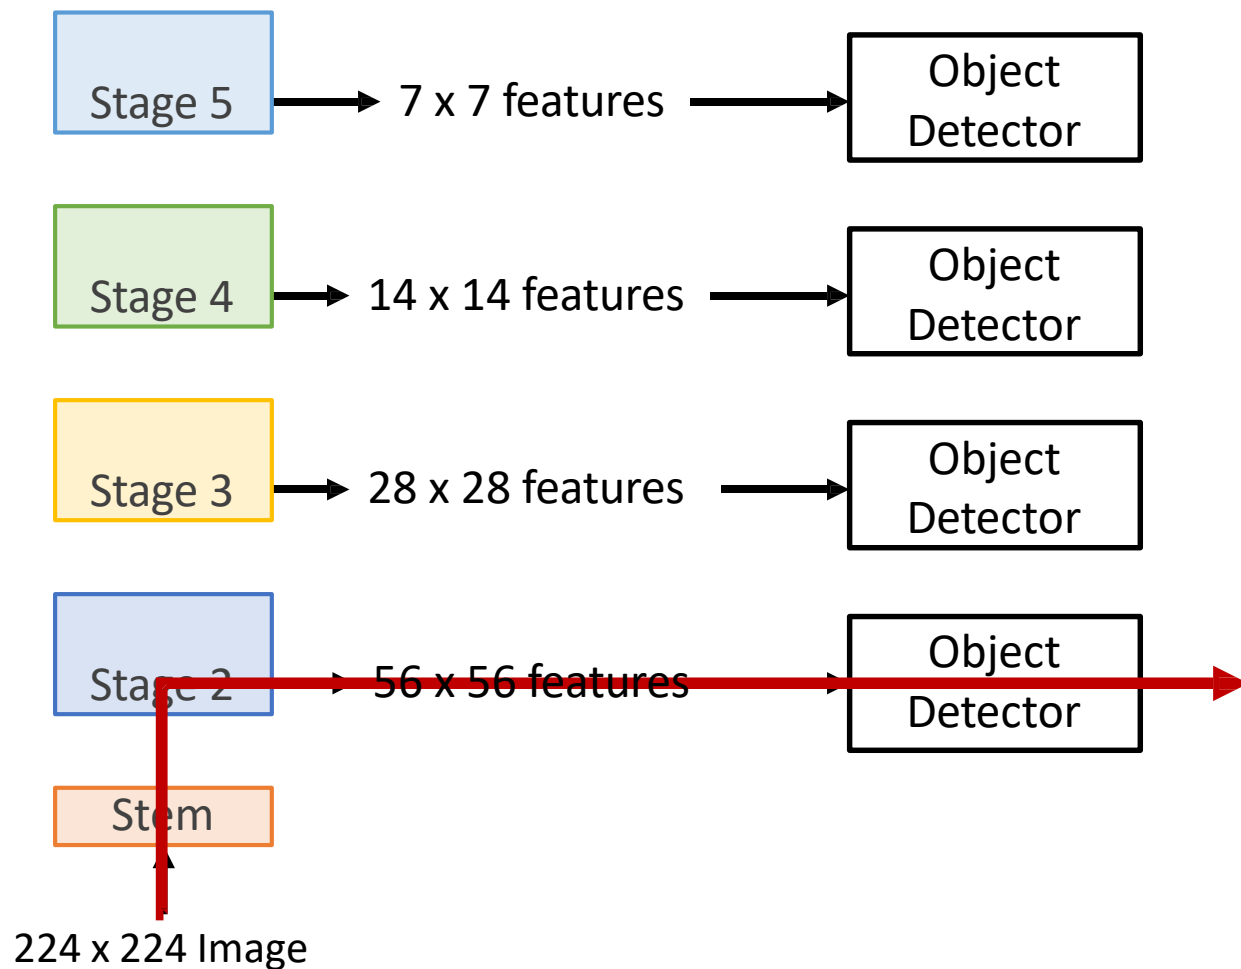 Stage 5
7 x 7 features
Object
Detector
Stage 4
14 x 14 features
Object
Detector
Stage 3
28 x 28 features
Object
Detector
Stage 2
56 x 56 features
Object
Detector
Stem
224 x 224 Image